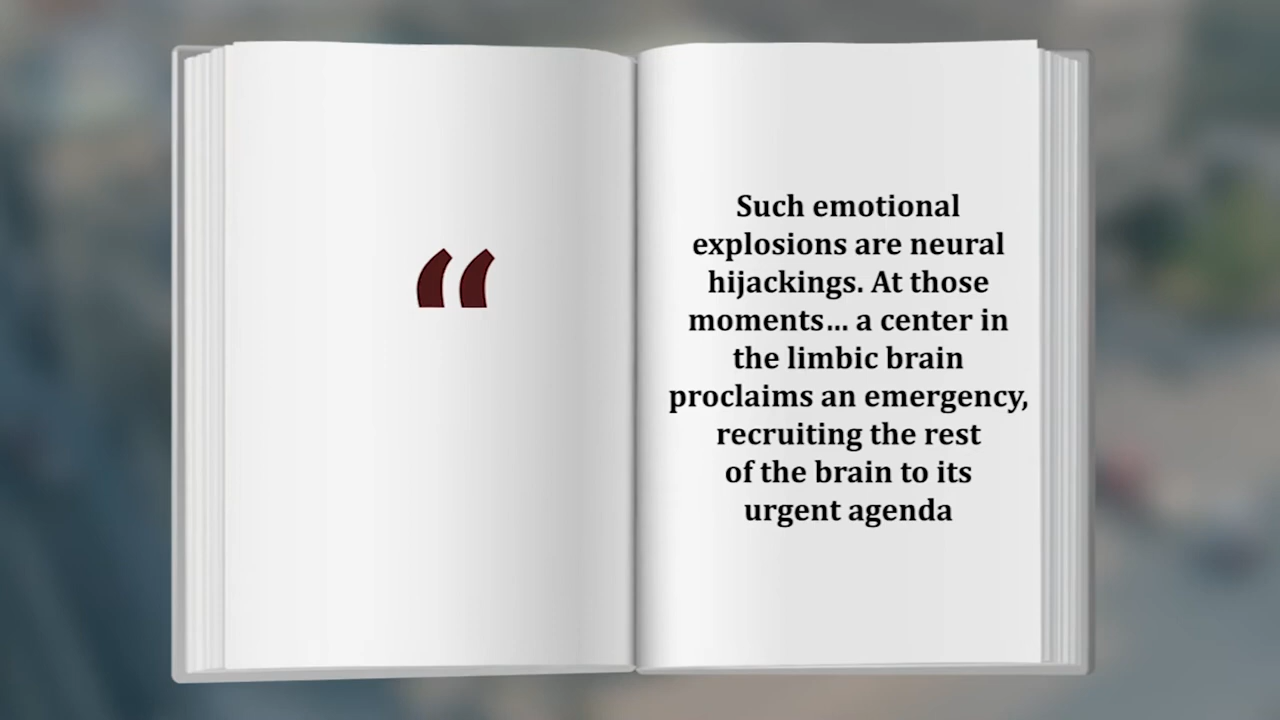 “
Such emotional
explosions are neural
hijackings. At those
moments... a center in
the limbic brain
proclaims an emergency,
recruiting the rest
of the brain to its
urgent agenda